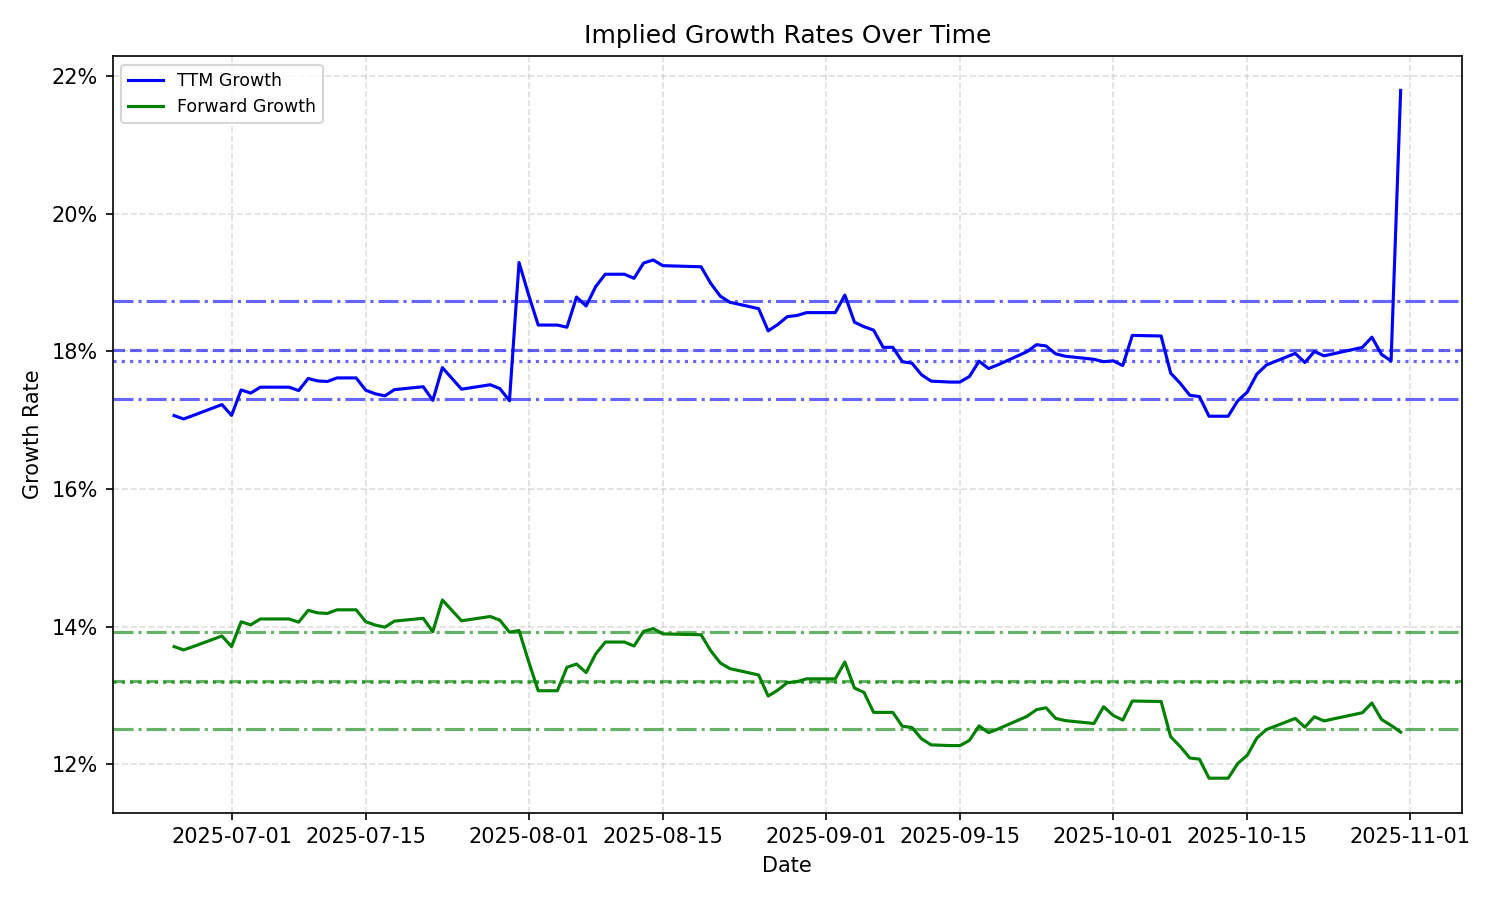 Implied Growth Rates Over Time
TTM Growth
Forward Growth
22%
20%
18%
16%
14%
12%
Growth Rate
2025-07-01 2025-07-15 2025-08-01 2025-08-15 2025-09-01 2025-09-15 2025-10-01 2025-10-15 2025-11-01
Date